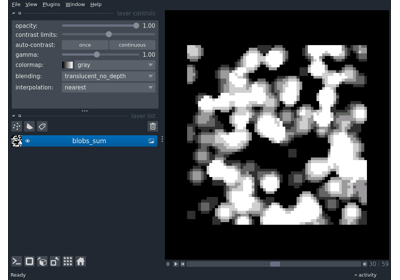 File View Plugins Window Help
layer controls
opacity: 1.00
contrast limits:
auto-contrast: once continuous
gamma: 1.00
colormap: gray
blending: translucent_no_depth
interpolation: nearest
layer list
blobs_sum
30 59
Ready
activity